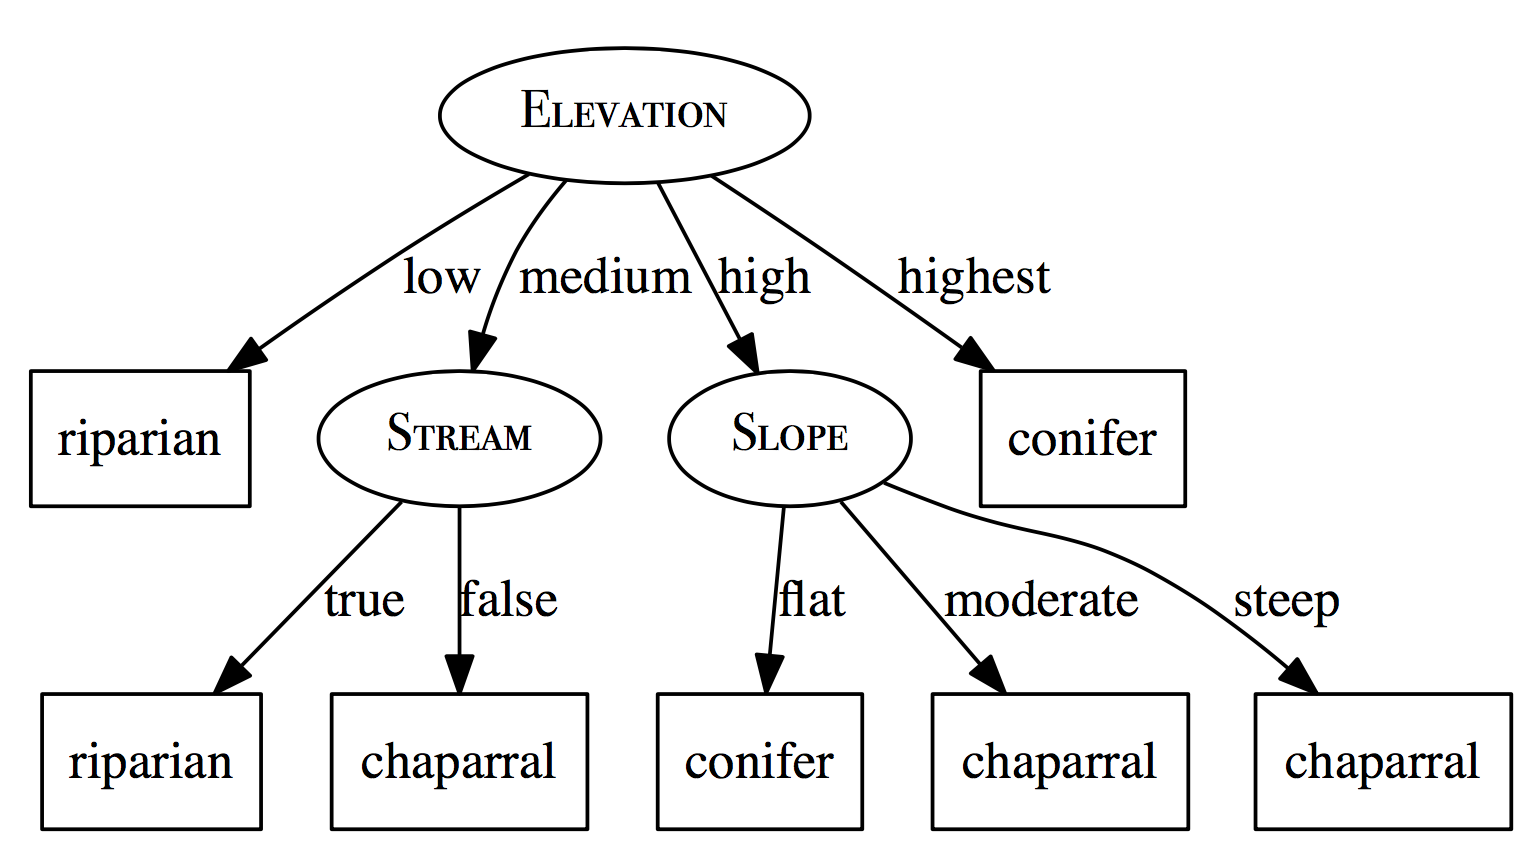 ELEVATION
low medium high highest
riparian STREAM SLOPE conifer
true false flat moderate steep
riparian chaparral conifer chaparral chaparral